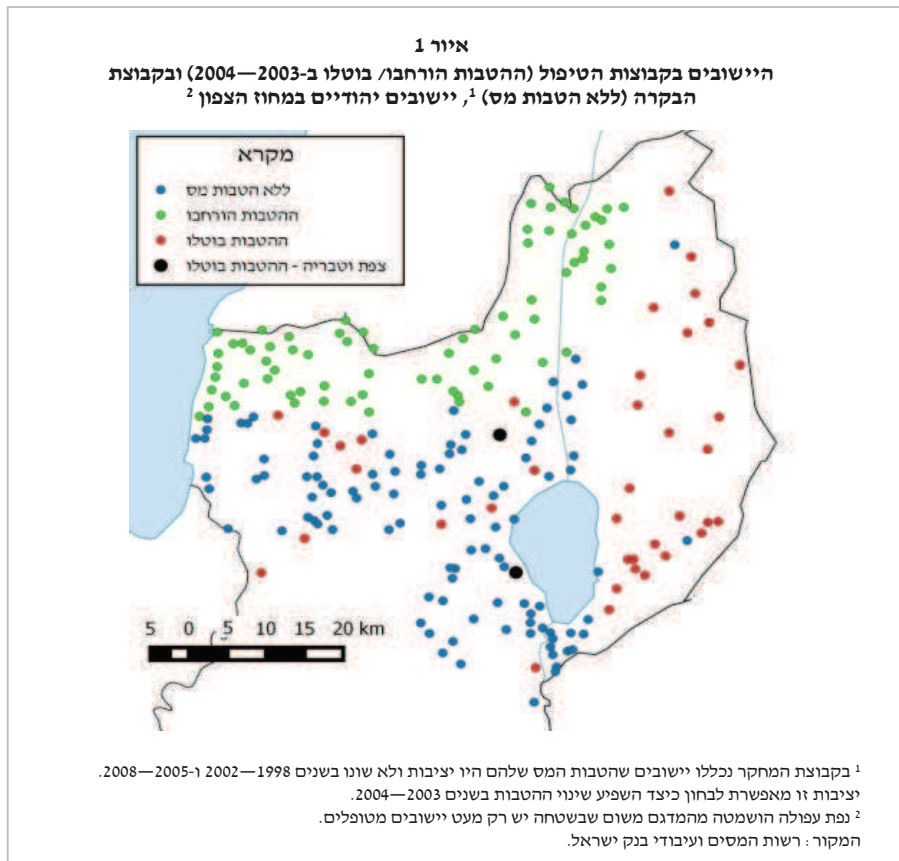 איור 1
היישובים בקבוצות הטיפול (ההטבות הורחבו/ בוטלו ב-2003—2004) ובקבוצת
הבקרה (ללא הטבות מס) ¹, יישובים יהודיים במחוז הצפון ²
מקרא
ללא הטבות מס
ההטבות הורחבו
ההטבות בוטלו
צפת וטבריה - ההטבות בוטלו
5 0 5 10 15 20 km
¹ בקבוצת המחקר נכללו יישובים שהטבות המס שלהם היו יציבות ולא שונו בשנים 1998—2002 ו-2005—2008.
יציבות זו מאפשרת לבחון כיצד השפיע שינוי ההטבות בשנים 2003—2004.
² נפת עפולה הושמטה מהמדגם משום שבשטחה יש רק מעט יישובים מטופלים.
המקור: רשות המסים ועיבודי בנק ישראל.